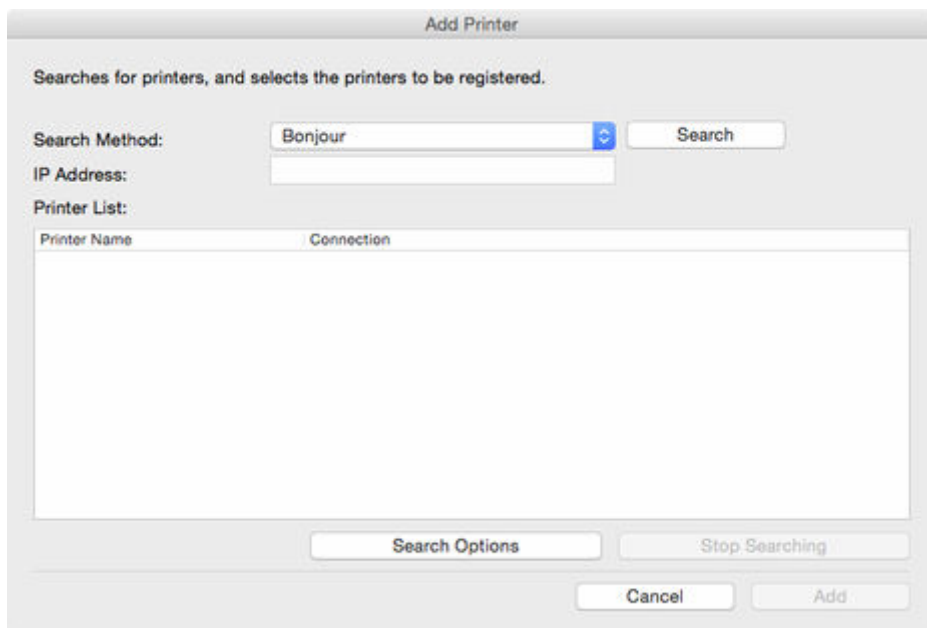 Add Printer
Searches for printers, and selects the printers to be registered.
Search Method: Bonjour Search
IP Address:
Printer List:
Printer Name Connection
Search Options Stop Searching
Cancel Add